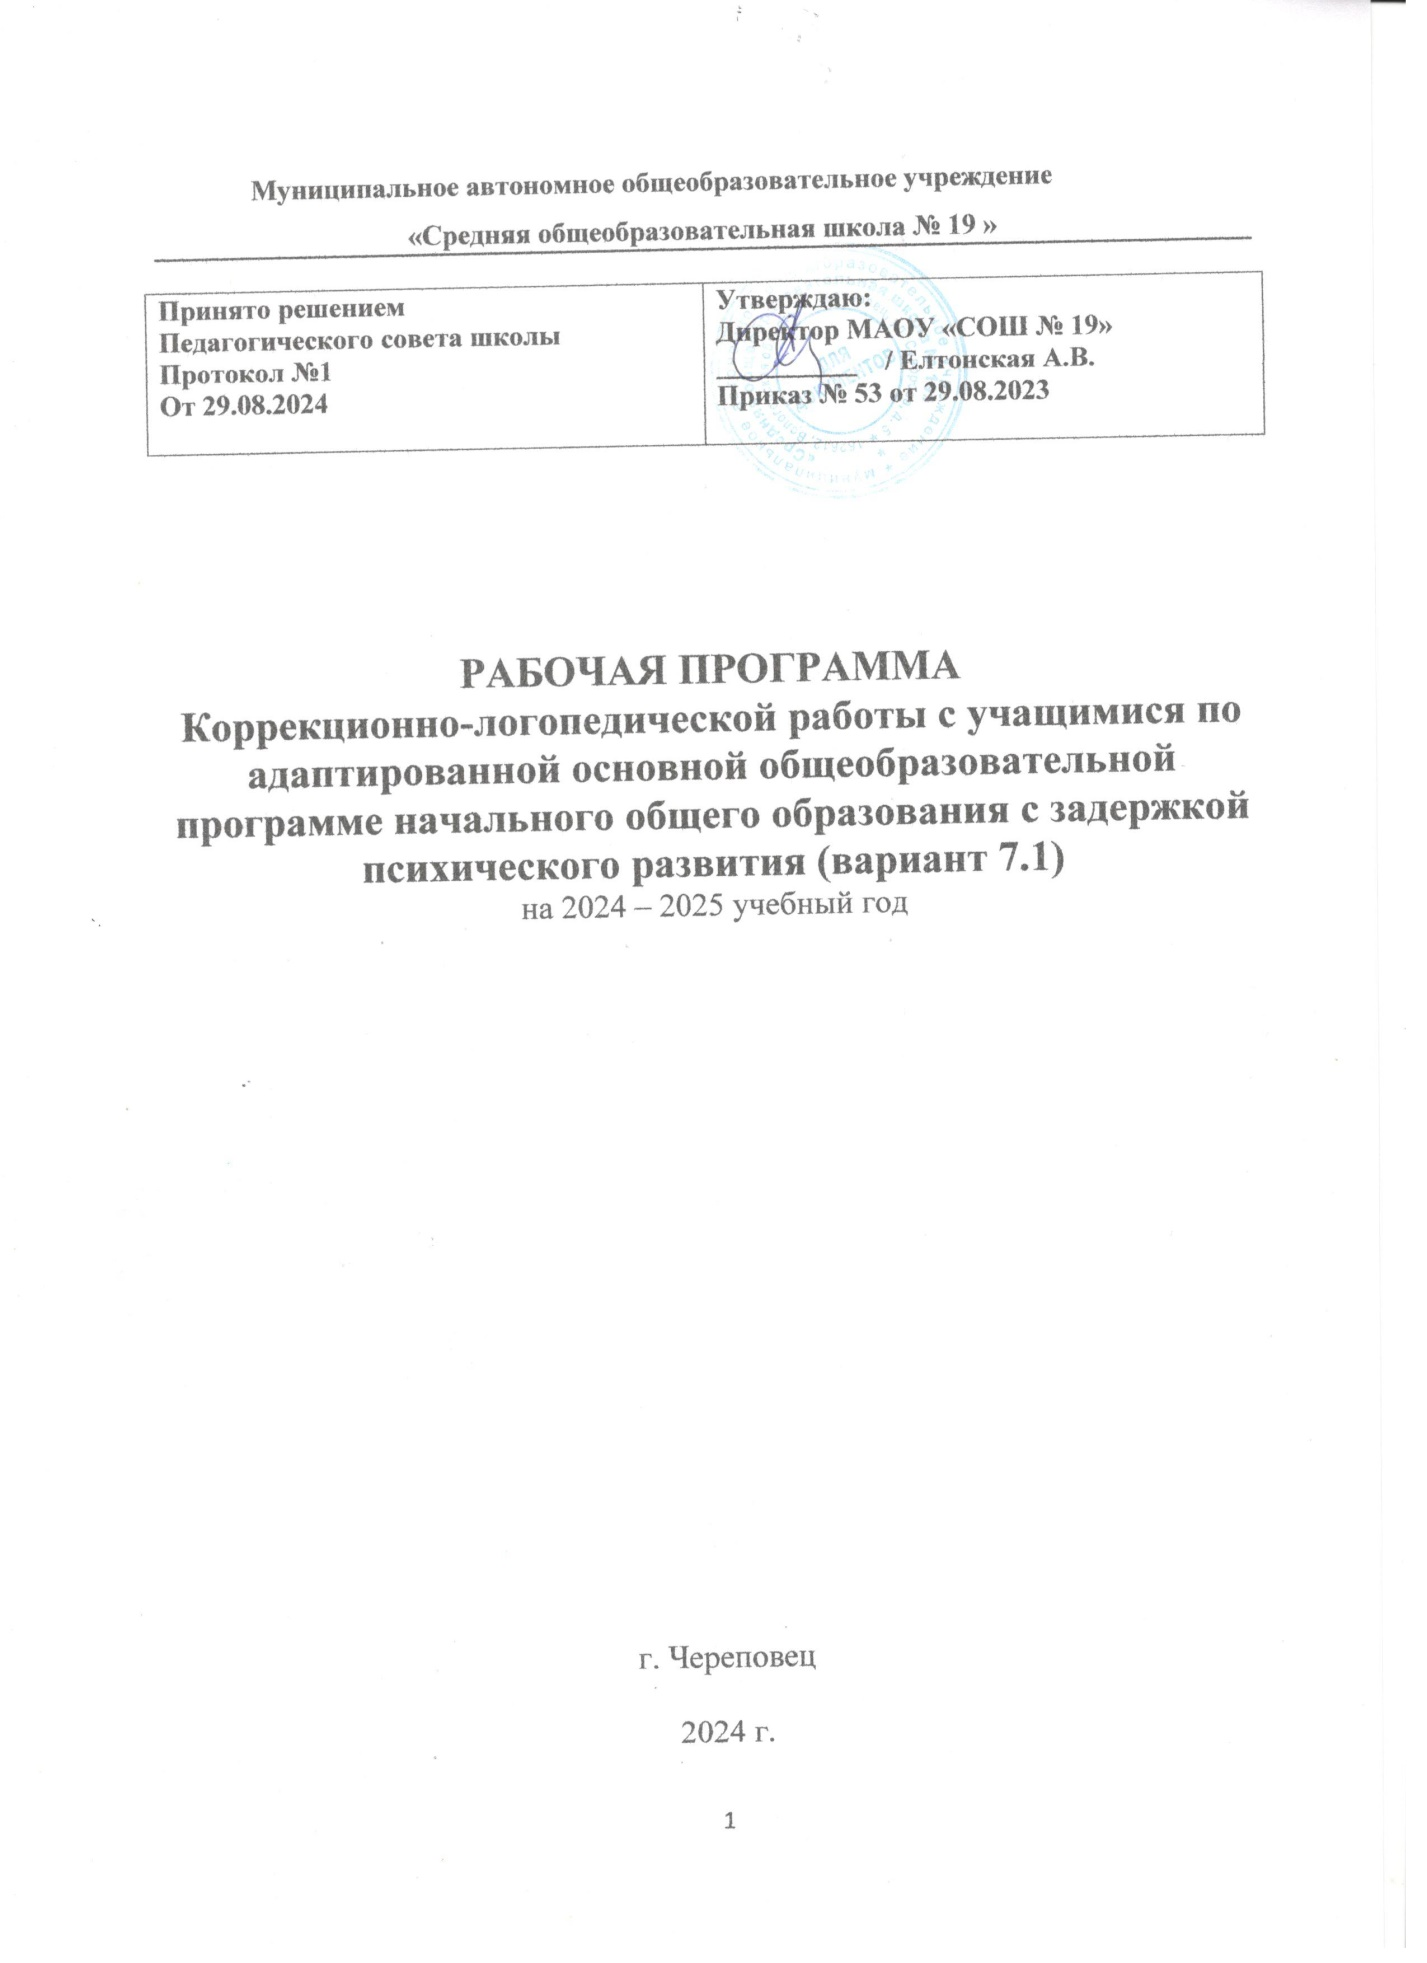 Муниципальное автономное общеобразовательное учреждение
«Средняя общеобразовательная школа № 19 »
Принято решением
Педагогического совета школы
Протокол №1
От 29.08.2024
Утверждаю:
Директор МАОУ «СОШ № 19»
/ Елтонская А.В.
Приказ № 53 от 29.08.2023
РАБОЧАЯ ПРОГРАММА
Коррекционно-логопедической работы с учащимися по
адаптированной основной общеобразовательной
программе начального общего образования с задержкой
психического развития (вариант 7.1)
на 2024 – 2025 учебный год
г. Череповец
2024 г.
1